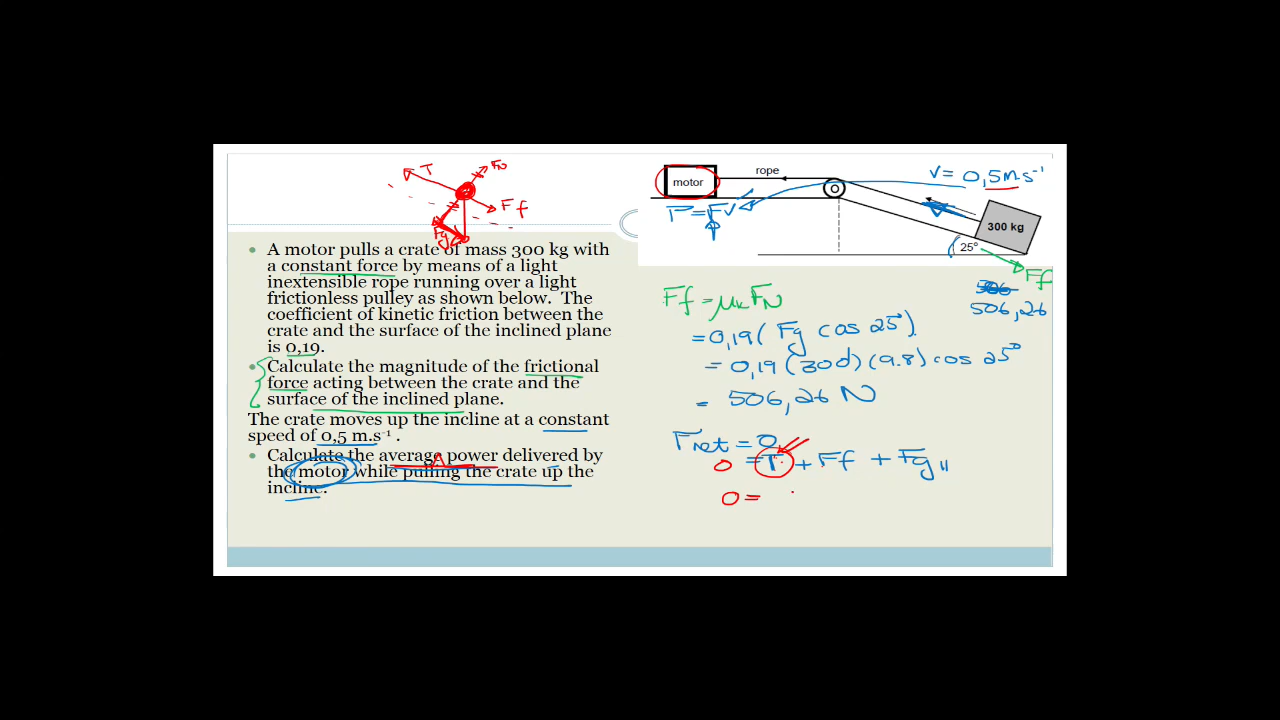 T
FN
Ff
Fg
motor
rope
v = 0,5m.s⁻¹
P = Fv
300 kg
25°
Ff
506,26
A motor pulls a crate of mass 300 kg with
a constant force by means of a light
inextensible rope running over a light
frictionless pulley as shown below. The
coefficient of kinetic friction between the
crate and the surface of the inclined plane
is 0,19.
Calculate the magnitude of the frictional
force acting between the crate and the
surface of the inclined plane.
The crate moves up the incline at a constant
speed of 0,5 m.s⁻¹ .
Calculate the average power delivered by
the motor while pulling the crate up the
incline.
Ff = μk FN
= 0,19 ( Fg cos 25°)
= 0,19 (300) (9.8) cos 25°
= 506,26 N
Fnet = 0
0 = T + Ff + Fg∥
0 =